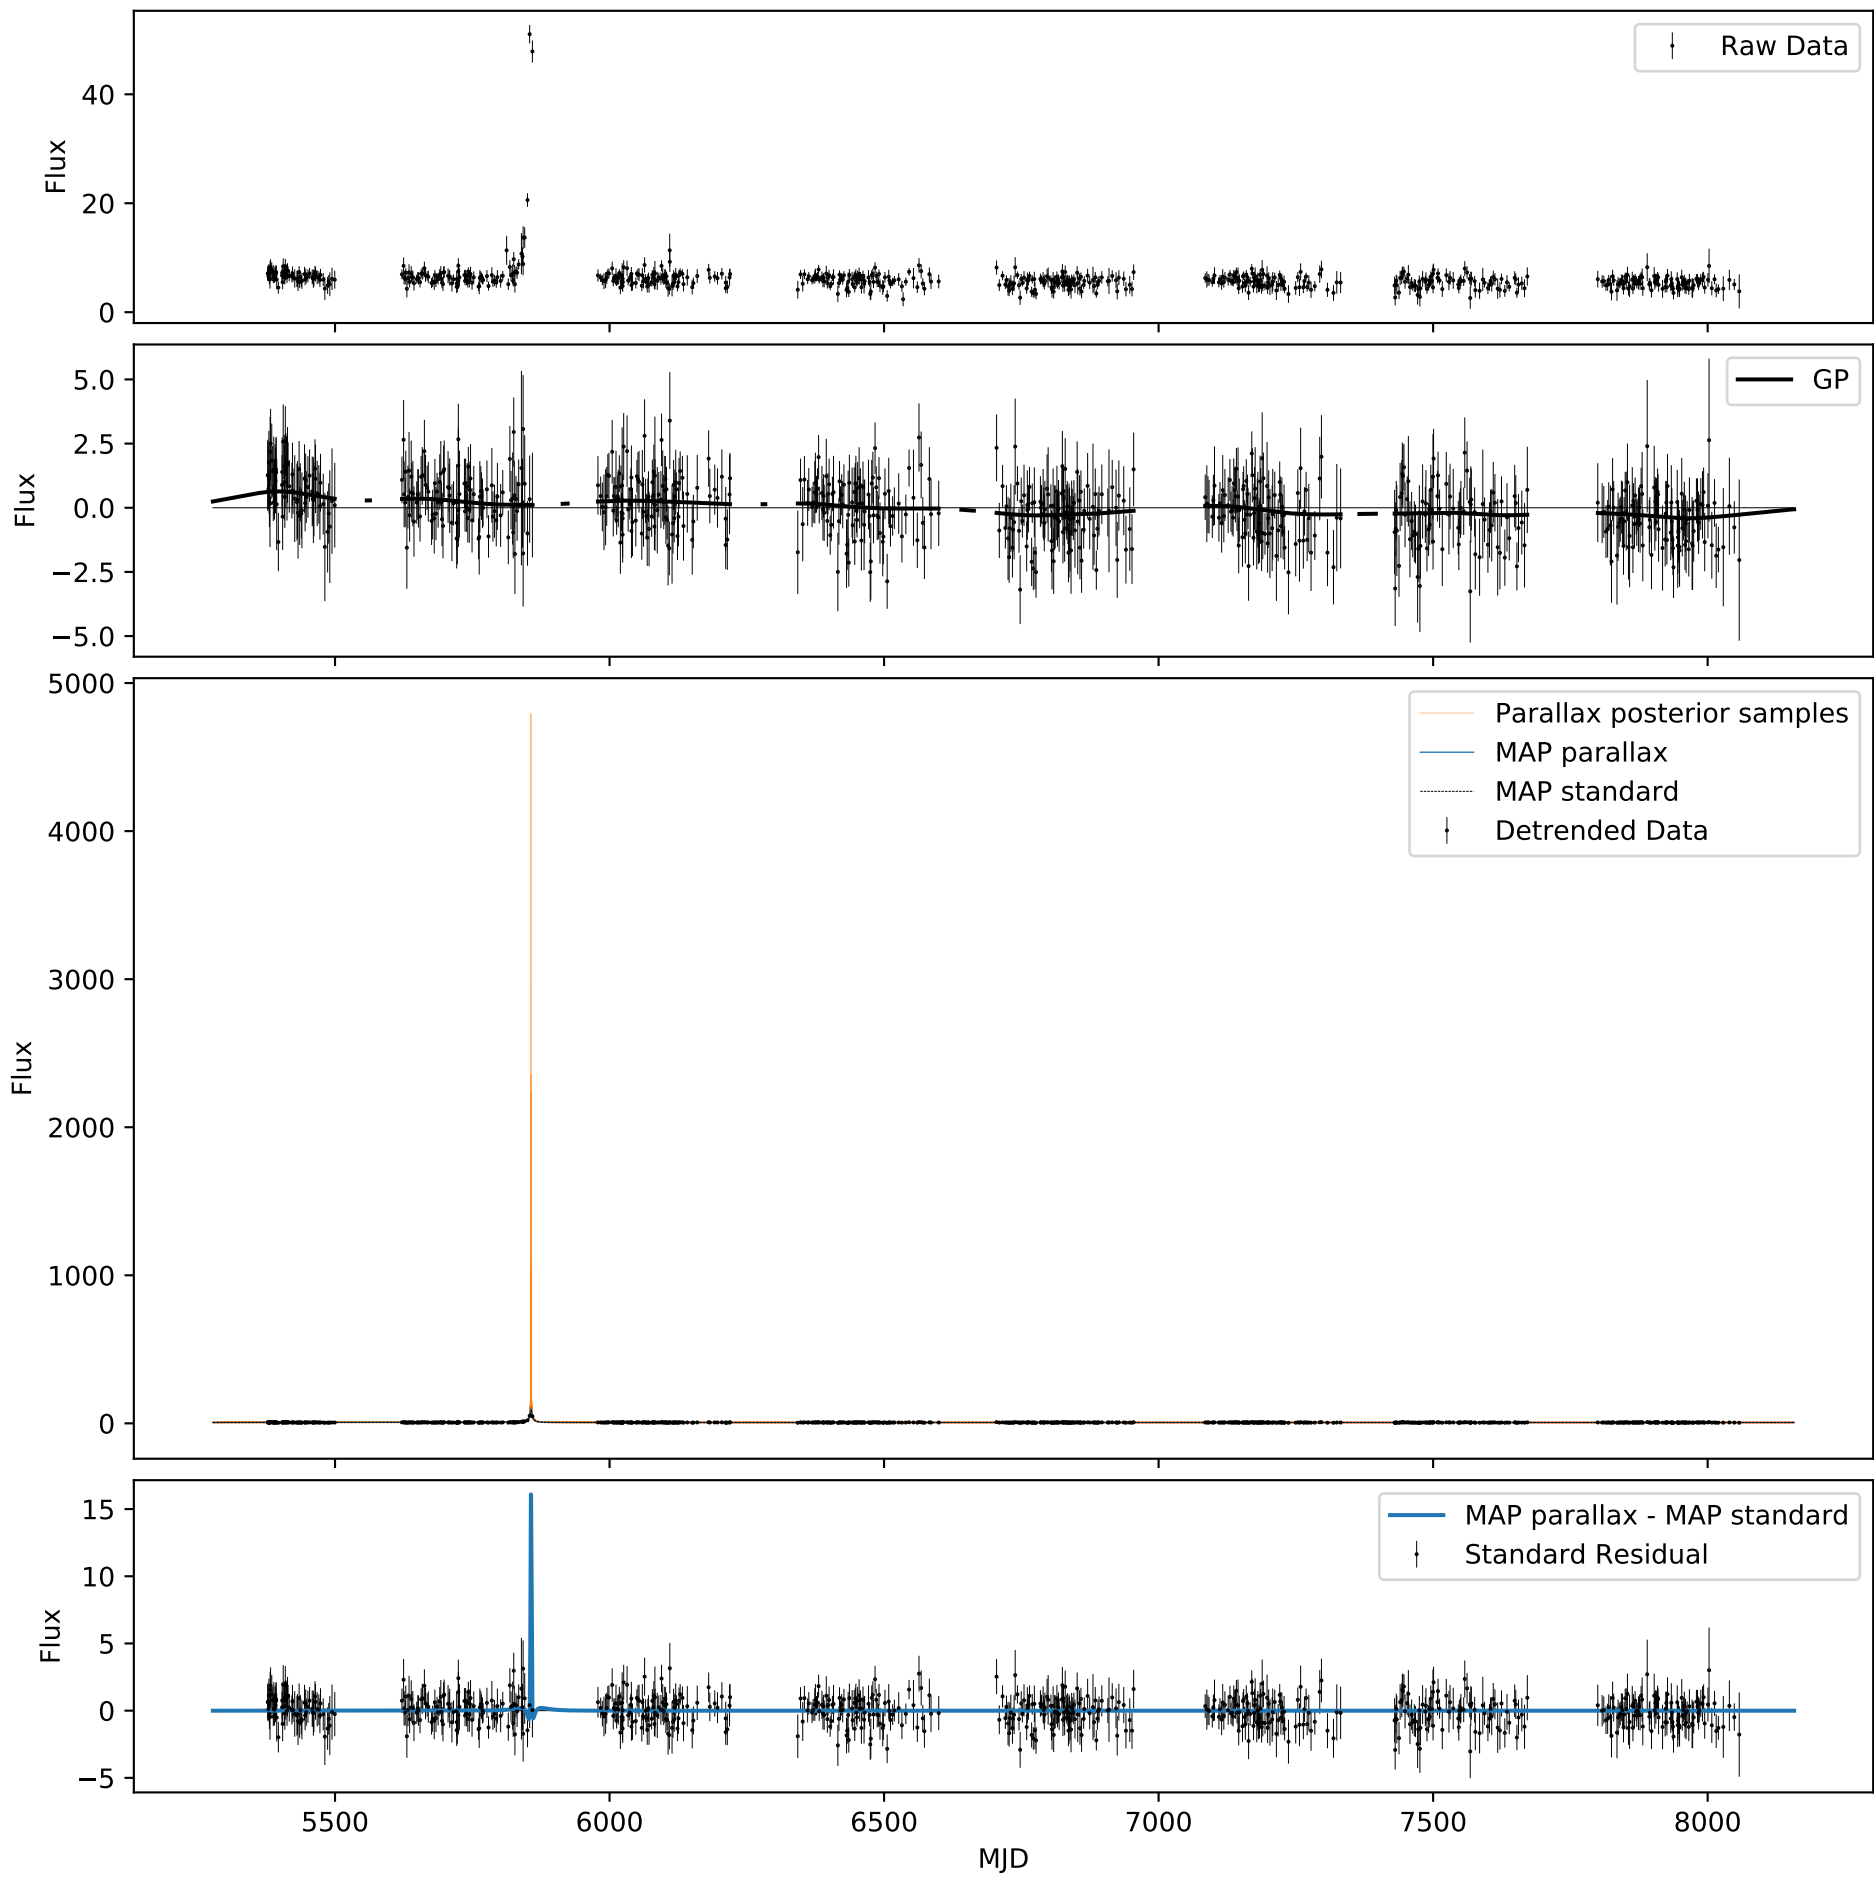 Raw Data
40
20
0
Flux
GP
5.0
2.5
0.0
−2.5
−5.0
Flux
Parallax posterior samples
MAP parallax
MAP standard
Detrended Data
5000
4000
3000
2000
1000
0
Flux
MAP parallax - MAP standard
Standard Residual
15
10
5
0
−5
Flux
5500 6000 6500 7000 7500 8000
MJD